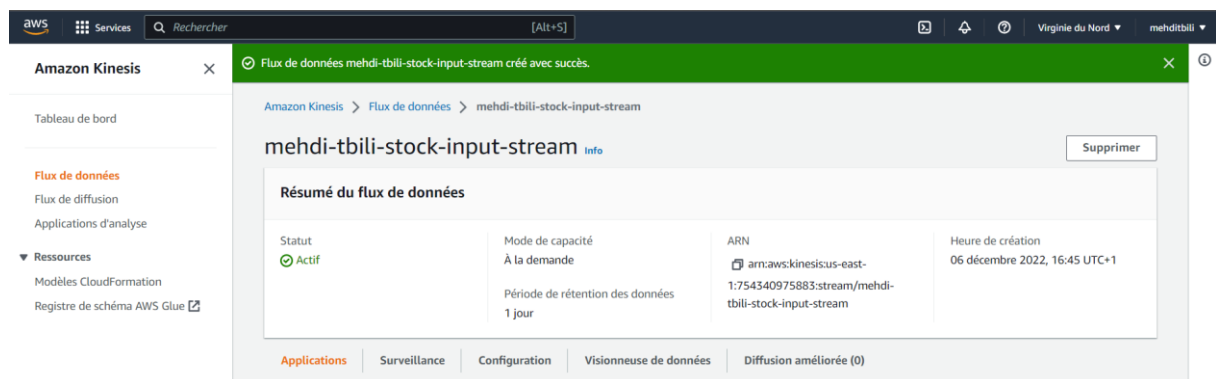 aws Services Rechercher [Alt+S] Virginie du Nord mehditbili
Amazon Kinesis
Flux de données mehdi-tbili-stock-input-stream créé avec succès.
Tableau de bord
Flux de données
Flux de diffusion
Applications d'analyse
Ressources
Modèles CloudFormation
Registre de schéma AWS Glue
Amazon Kinesis > Flux de données > mehdi-tbili-stock-input-stream
mehdi-tbili-stock-input-stream Info
Supprimer
Résumé du flux de données
Statut
Actif
Mode de capacité
À la demande
Période de rétention des données
1 jour
ARN
arn:aws:kinesis:us-east-
1:754340975883:stream/mehdi-
tbili-stock-input-stream
Heure de création
06 décembre 2022, 16:45 UTC+1
Applications Surveillance Configuration Visionneuse de données Diffusion améliorée (0)